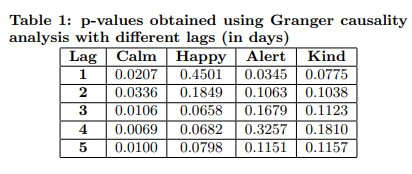 Table 1: p-values obtained using Granger causality
analysis with different lags (in days)
Lag Calm Happy Alert Kind
1 0.0207 0.4501 0.0345 0.0775
2 0.0336 0.1849 0.1063 0.1038
3 0.0106 0.0658 0.1679 0.1123
4 0.0069 0.0682 0.3257 0.1810
5 0.0100 0.0798 0.1151 0.1157